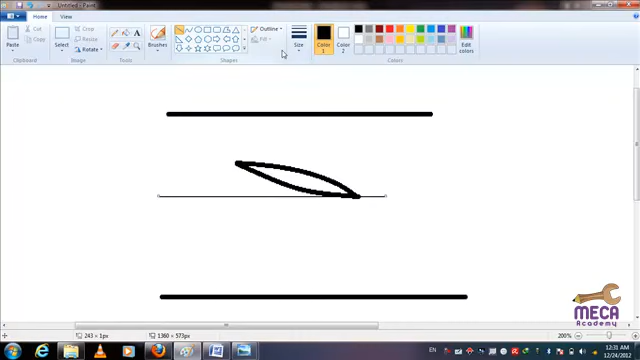 Untitled - Paint
Home View
Paste
Cut
Copy
Select
Crop
Resize
Rotate
Brushes
Outline
Fill
Size
Color
1
Color
2
Edit
colors
Clipboard Image Tools Shapes Colors
MECA
Academy
243 × 1px 1360 × 573px 200%
EN 12:31 AM
12/24/2012